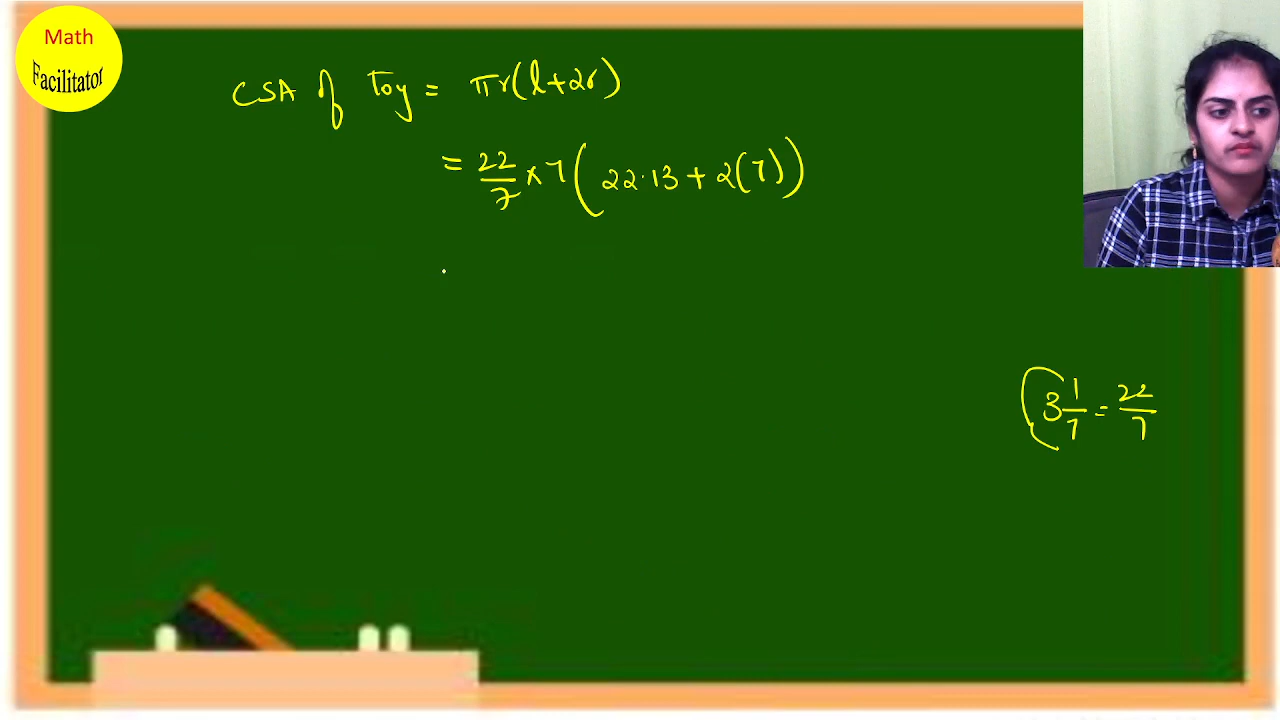 Math
Facilitator
CSA of Toy = πr(l+2r)
= 22/7 × 7 ( 22.13 + 2(7) )
(3 1/7 = 22/7